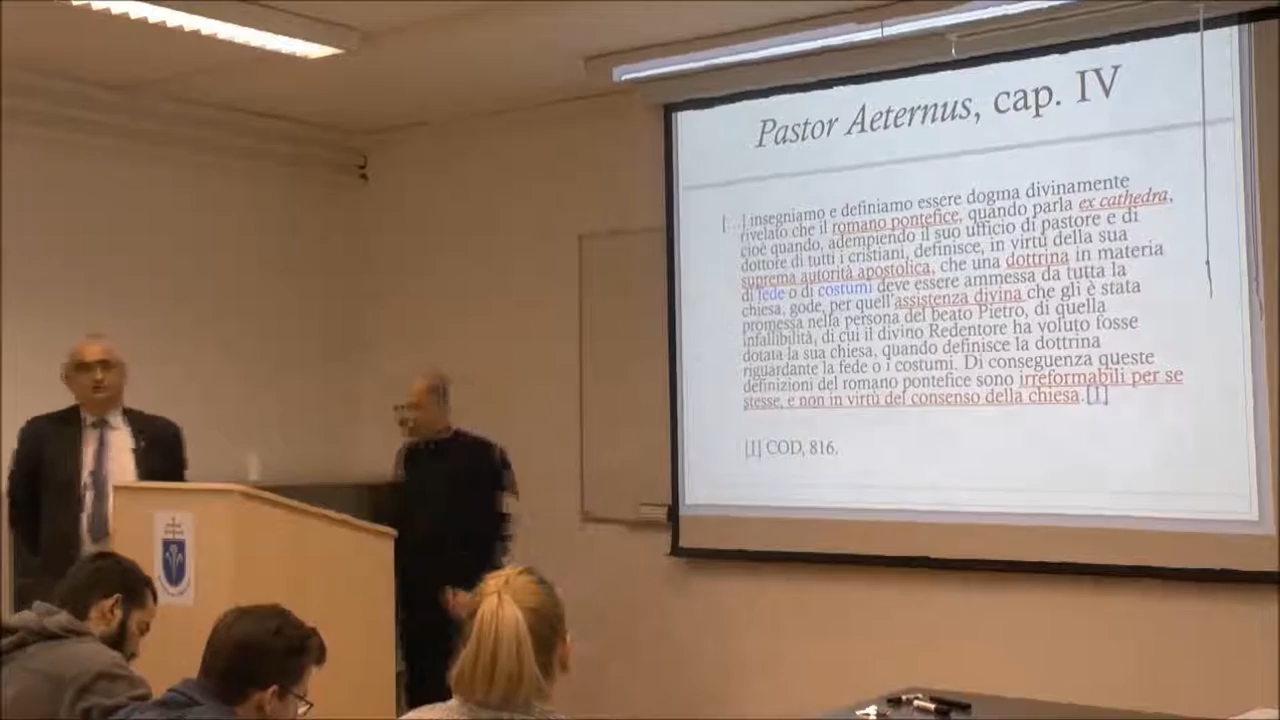 Pastor Aeternus, cap. IV
[...] insegniamo e definiamo essere dogma divinamente
rivelato che il romano pontefice, quando parla ex cathedra,
cioè quando, adempiendo il suo ufficio di pastore e di
dottore di tutti i cristiani, definisce, in virtù della sua
suprema autorità apostolica, che una dottrina in materia
di fede o di costumi deve essere ammessa da tutta la
chiesa, gode, per quell'assistenza divina che gli è stata
promessa nella persona del beato Pietro, di quella
infallibilità, di cui il divino Redentore ha voluto fosse
dotata la sua chiesa, quando definisce la dottrina
riguardante la fede o i costumi. Di conseguenza queste
definizioni del romano pontefice sono irreformabili per se
stesse, e non in virtù del consenso della chiesa.[1]
[1] COD, 816.